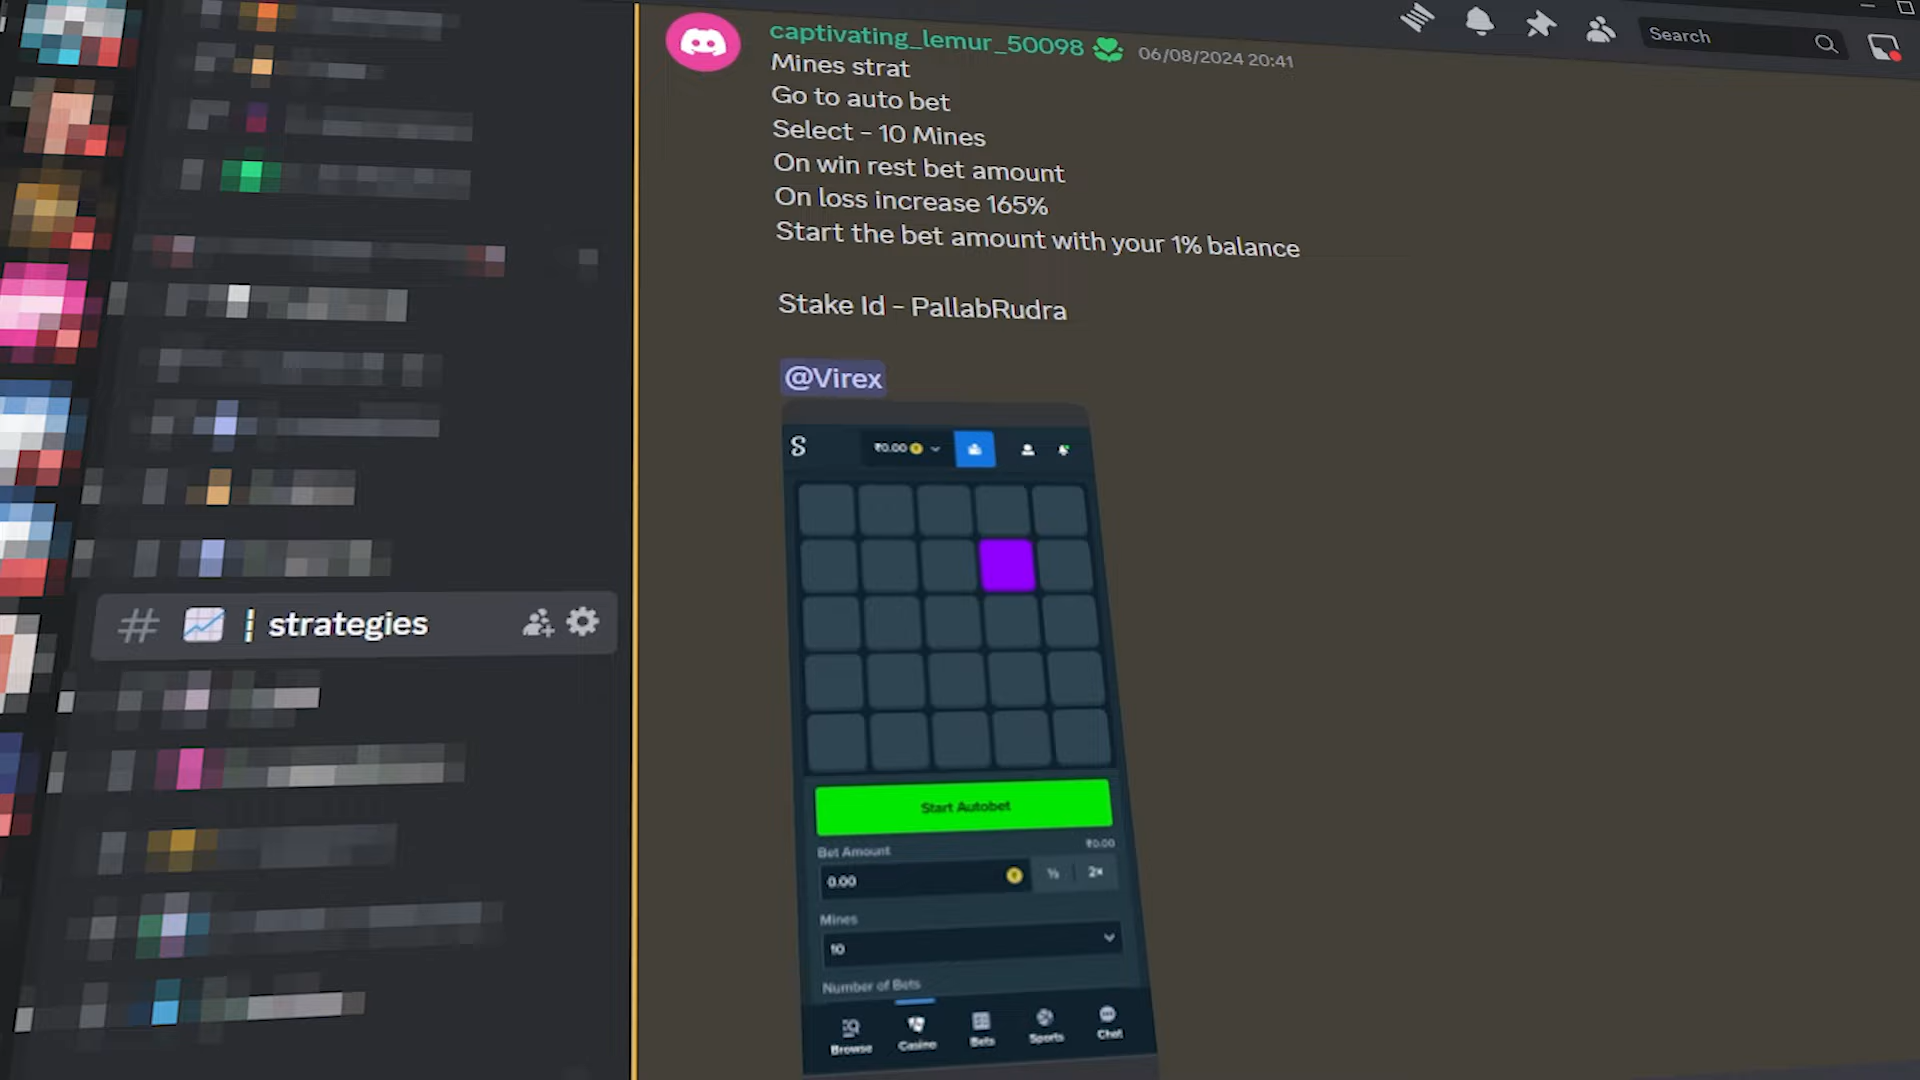 captivating_lemur_50098 06/08/2024 20:41
Search
Mines strat
Go to auto bet
Select - 10 Mines
On win rest bet amount
On loss increase 165%
Start the bet amount with your 1% balance
Stake Id - PallabRudra
@Virex
S ₹0.00
# strategies
Start Autobet
Bet Amount ₹0.00
0.00 ½ 2×
Mines
10
Number of Bets
Browse Casino Bets Sports Chat